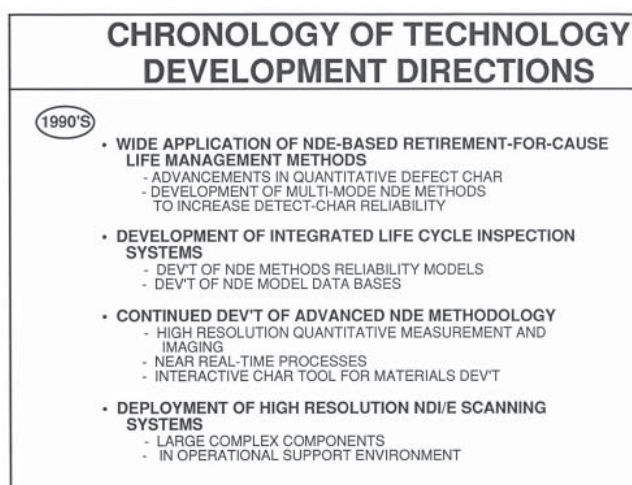 CHRONOLOGY OF TECHNOLOGY
DEVELOPMENT DIRECTIONS
1990'S
• WIDE APPLICATION OF NDE-BASED RETIREMENT-FOR-CAUSE
LIFE MANAGEMENT METHODS
- ADVANCEMENTS IN QUANTITATIVE DEFECT CHAR
- DEVELOPMENT OF MULTI-MODE NDE METHODS
TO INCREASE DETECT-CHAR RELIABILITY
• DEVELOPMENT OF INTEGRATED LIFE CYCLE INSPECTION
SYSTEMS
- DEV'T OF NDE METHODS RELIABILITY MODELS
- DEV'T OF NDE MODEL DATA BASES
• CONTINUED DEV'T OF ADVANCED NDE METHODOLOGY
- HIGH RESOLUTION QUANTITATIVE MEASUREMENT AND
IMAGING
- NEAR REAL-TIME PROCESSES
- INTERACTIVE CHAR TOOL FOR MATERIALS DEV'T
• DEPLOYMENT OF HIGH RESOLUTION NDI/E SCANNING
SYSTEMS
- LARGE COMPLEX COMPONENTS
- IN OPERATIONAL SUPPORT ENVIRONMENT